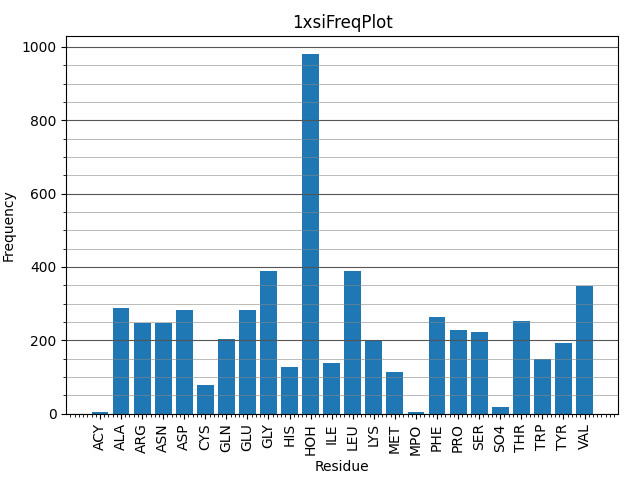 1xsiFreqPlot
Frequency
1000
800
600
400
200
0
ACY
ALA
ARG
ASN
ASP
CYS
GLN
GLU
GLY
HIS
HOH
ILE
LEU
LYS
MET
MPO
PHE
PRO
SER
SO4
THR
TRP
TYR
VAL
Residue